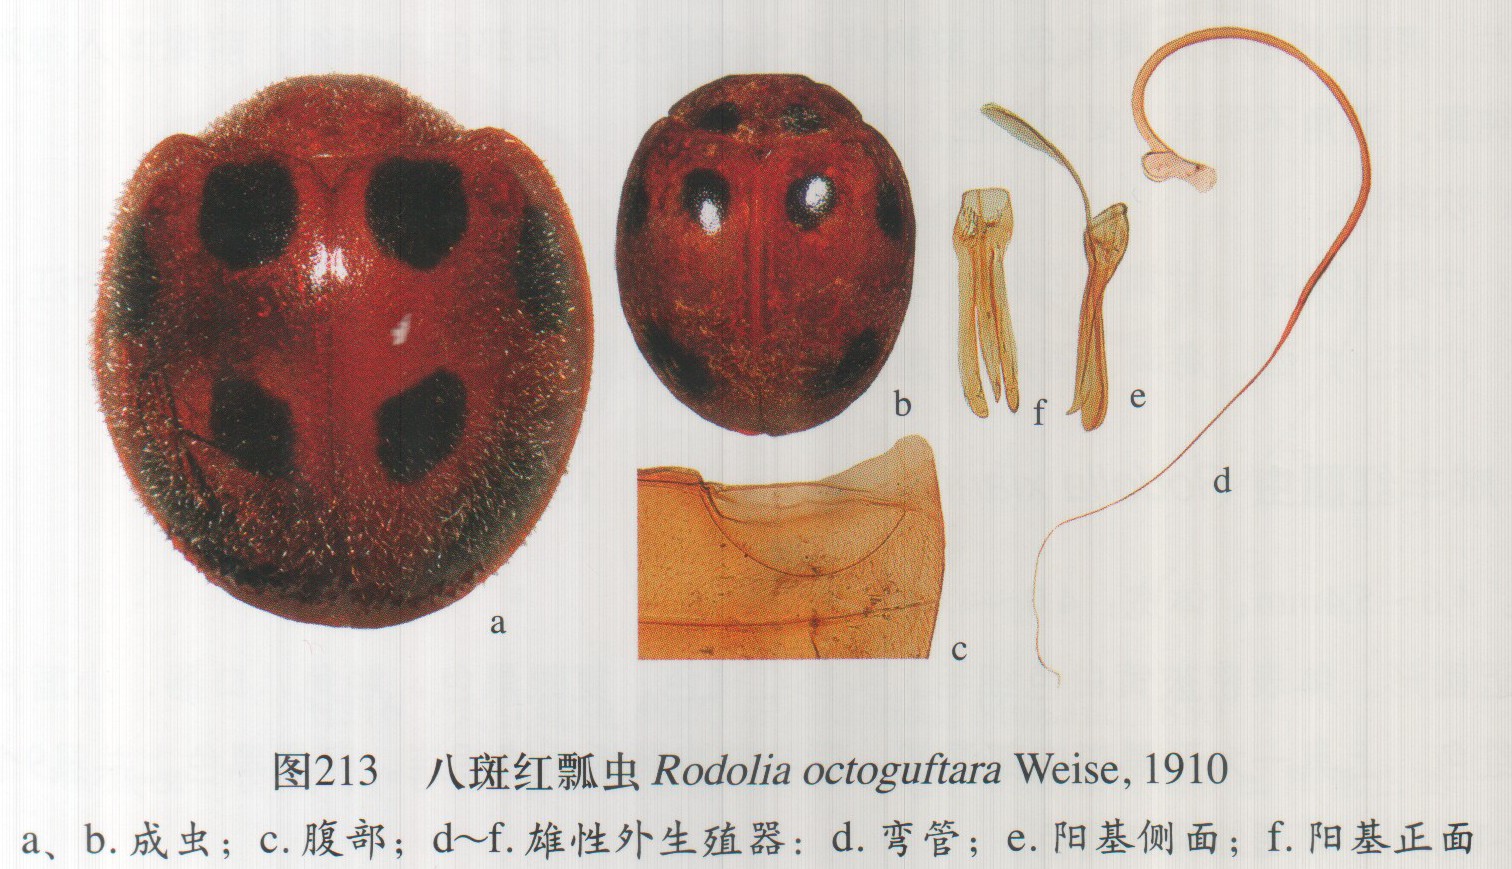 a
b
c
d
e
f
图213 八斑红瓢虫 Rodolia octoguftara Weise, 1910
a、b. 成虫；c. 腹部；d～f. 雄性外生殖器：d. 弯管；e. 阳基侧面；f. 阳基正面